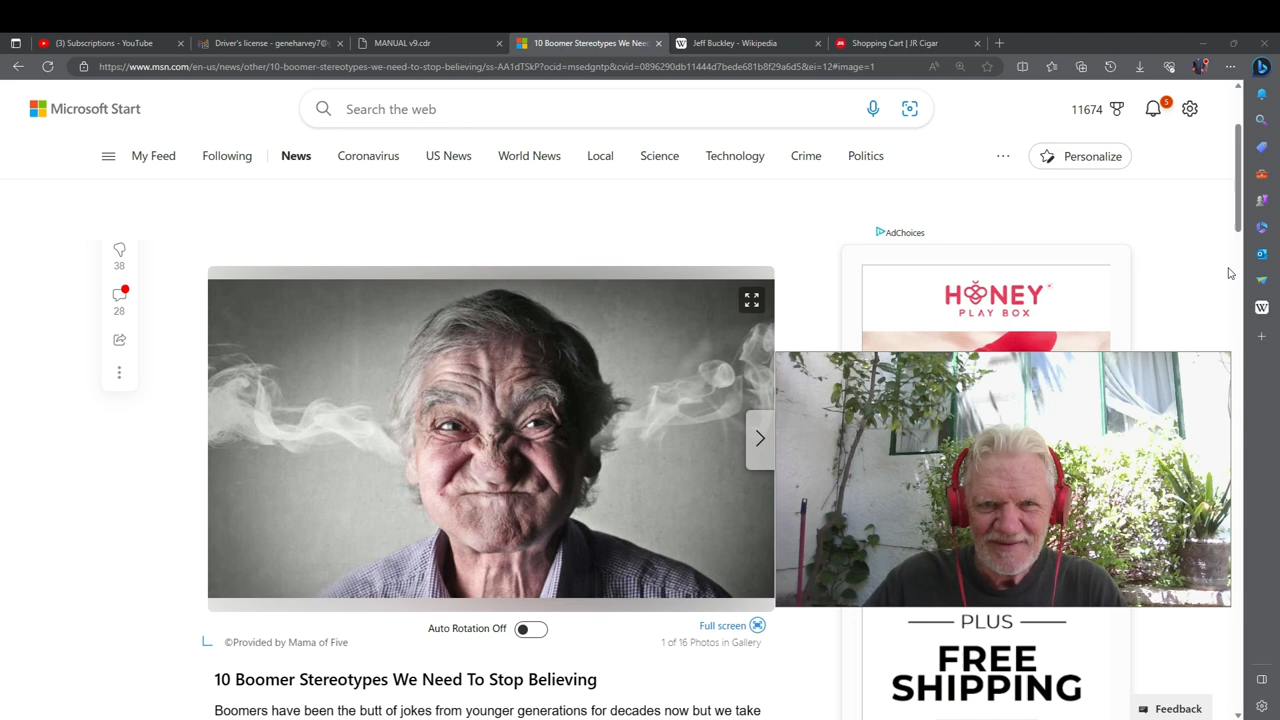 (3) Subscriptions - YouTube
Driver's license - geneharvey7@g
MANUAL v9.cdr
10 Boomer Stereotypes We Nee
Jeff Buckley - Wikipedia
Shopping Cart | JR Cigar
https://www.msn.com/en-us/news/other/10-boomer-stereotypes-we-need-to-stop-believing/ss-AA1dTSkP?ocid=msedgntp&cvid=0896290db11444d7bede681b8f29a6d5&ei=12#image=1
Microsoft Start
Search the web
11674
5
My Feed
Following
News
Coronavirus
US News
World News
Local
Science
Technology
Crime
Politics
Personalize
AdChoices
38
28
HONEY
PLAY BOX
Auto Rotation Off
Full screen
©Provided by Mama of Five
1 of 16 Photos in Gallery
PLUS
FREE
SHIPPING
10 Boomer Stereotypes We Need To Stop Believing
Boomers have been the butt of jokes from younger generations for decades now but we take
Feedback